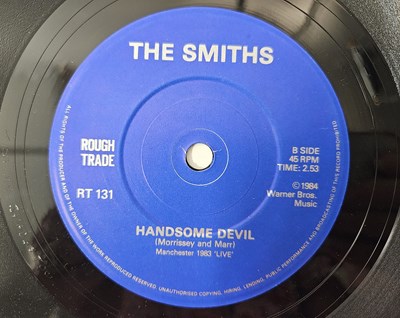 THE SMITHS
ROUGH
TRADE
RT 131
B SIDE
45 RPM
TIME: 2.53
©1984
Warner Bros.
Music
HANDSOME DEVIL
(Morrissey and Marr)
Manchester 1983 'LIVE'
ALL RIGHTS OF THE PRODUCER AND OF THE OWNER OF THE WORK REPRODUCED RESERVED. UNAUTHORISED COPYING, HIRING, LENDING, PUBLIC PERFORMANCE AND BROADCASTING OF THIS RECORD PROHIBITED.